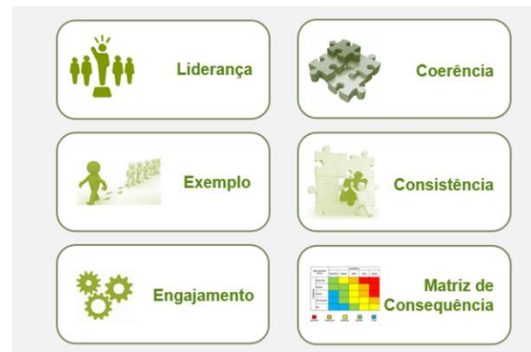 Liderança
Coerência
Exemplo
Consistência
Engajamento
Matriz de
Consequência